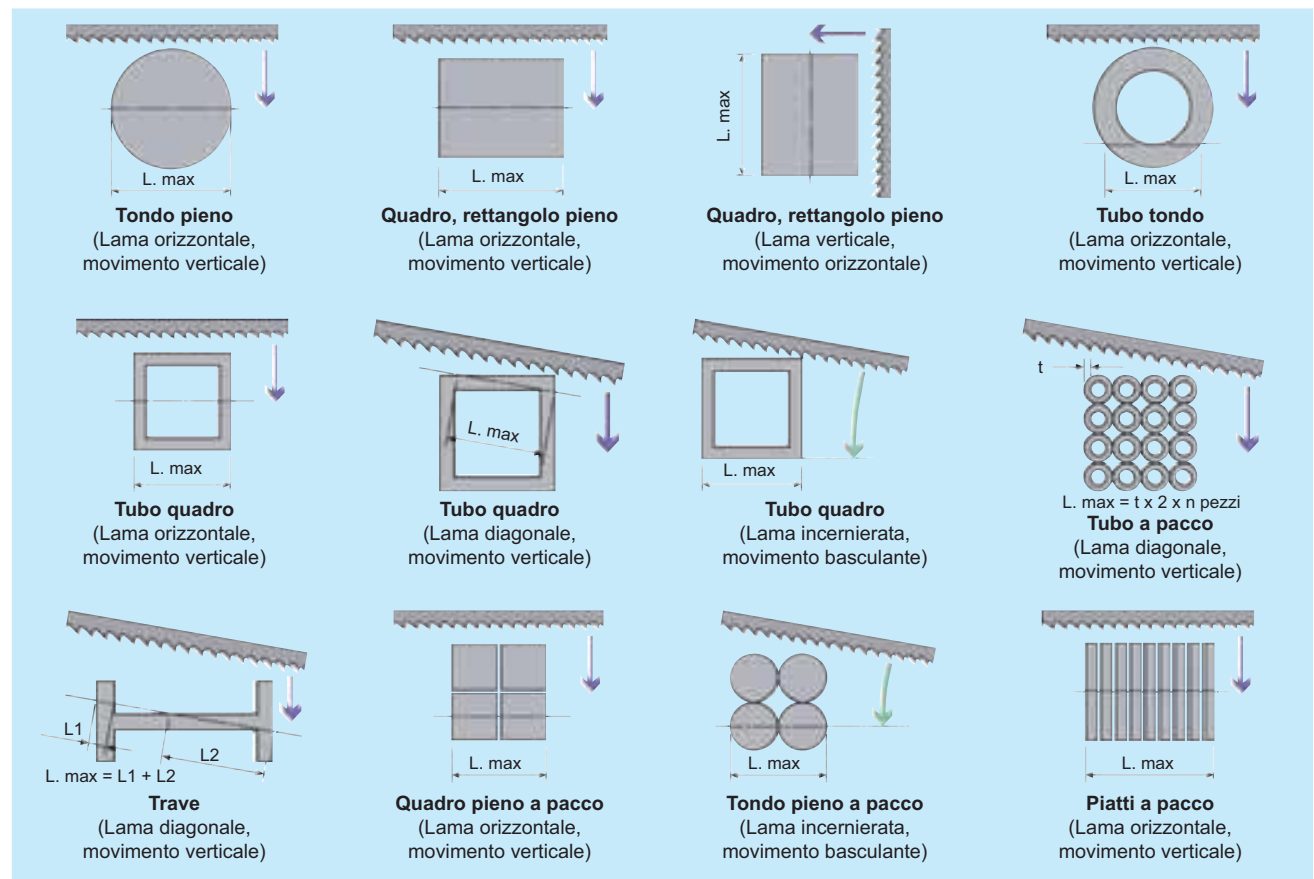 L. max
Tondo pieno
(Lama orizzontale,
movimento verticale)
L. max
Quadro, rettangolo pieno
(Lama orizzontale,
movimento verticale)
L. max
Quadro, rettangolo pieno
(Lama verticale,
movimento orizzontale)
L. max
Tubo tondo
(Lama orizzontale,
movimento verticale)
L. max
Tubo quadro
(Lama orizzontale,
movimento verticale)
L. max
Tubo quadro
(Lama diagonale,
movimento verticale)
L. max
Tubo quadro
(Lama incernierata,
movimento basculante)
t
L. max = t x 2 x n pezzi
Tubo a pacco
(Lama diagonale,
movimento verticale)
L1
L2
L. max = L1 + L2
Trave
(Lama diagonale,
movimento verticale)
L. max
Quadro pieno a pacco
(Lama orizzontale,
movimento verticale)
L. max
Tondo pieno a pacco
(Lama incernierata,
movimento basculante)
L. max
Piatti a pacco
(Lama orizzontale,
movimento verticale)